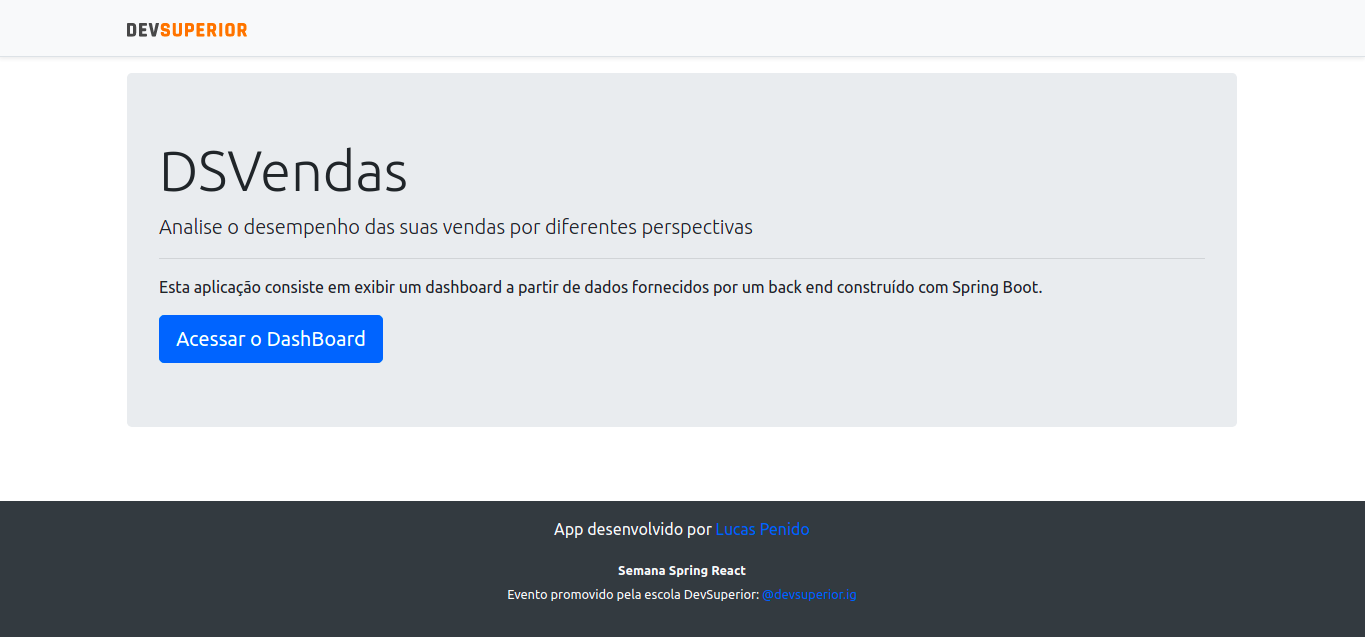 DEVSUPERIOR
DSVendas
Analise o desempenho das suas vendas por diferentes perspectivas
Esta aplicação consiste em exibir um dashboard a partir de dados fornecidos por um back end construído com Spring Boot.
Acessar o DashBoard
App desenvolvido por Lucas Penido
Semana Spring React
Evento promovido pela escola DevSuperior: @devsuperior.ig